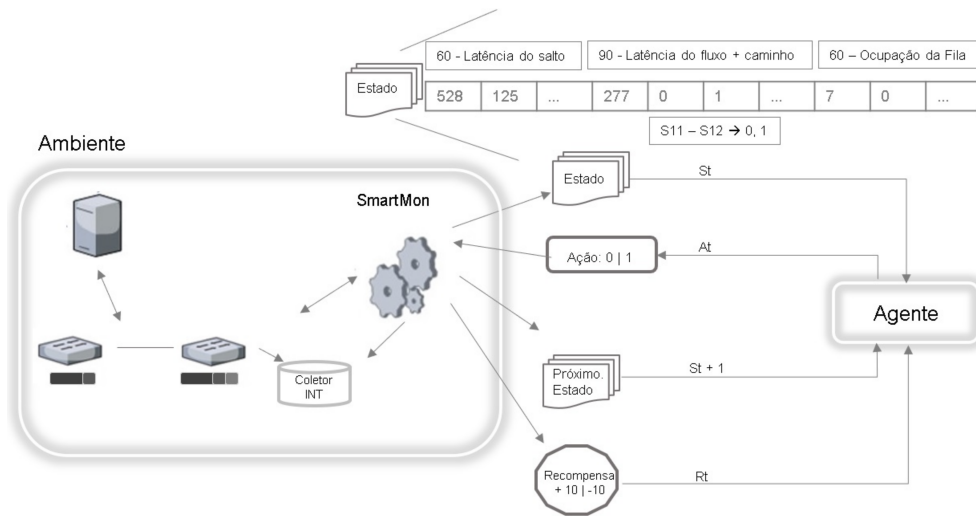 60 - Latência do salto
90 - Latência do fluxo + caminho
60 – Ocupação da Fila
Estado
528 125 ... 277 0 1 ... 7 0 ...
S11 – S12 → 0, 1
Ambiente
SmartMon
Estado
St
Ação: 0 | 1
At
Agente
Coletor
INT
Próximo.
Estado
St + 1
Recompensa
+ 10 | -10
Rt